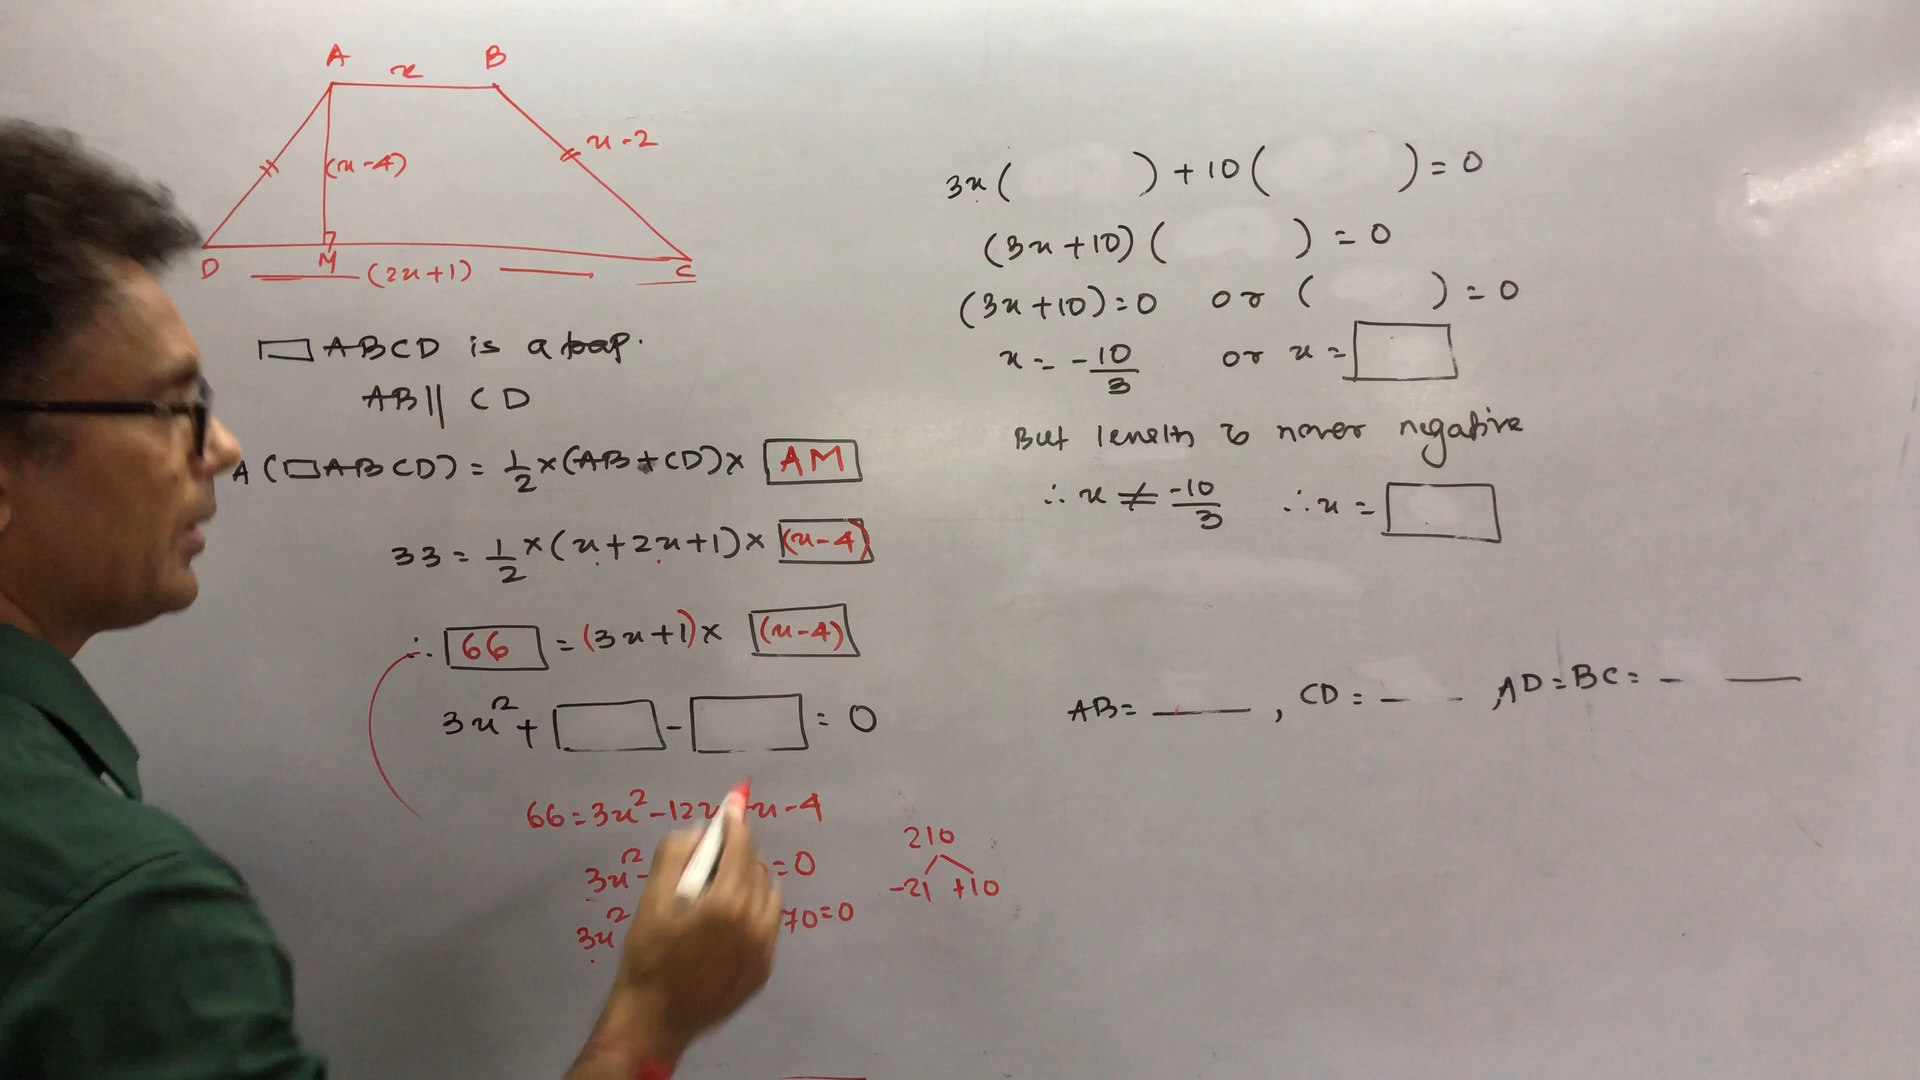 A x B
(x-4) x-2
D M (2x+1) C
□ABCD is a trap.
AB || CD
A(□ABCD) = 1/2 × (AB + CD) × AM
33 = 1/2 × (x + 2x + 1) × (x-4)
∴ 66 = (3x+1) × (x-4)
3x² + □ - □ = 0
66 = 3x² - 12x x - 4
3x² - = 0
3x² 70 = 0
210
-21 +10
3x ( ) + 10 ( ) = 0
(3x + 10) ( ) = 0
(3x + 10) = 0 or ( ) = 0
x = -10/3 or x = □
But length is never negative
∴ x ≠ -10/3 ∴ x = □
AB = ___ , CD = _ _ , AD = BC = _ ___